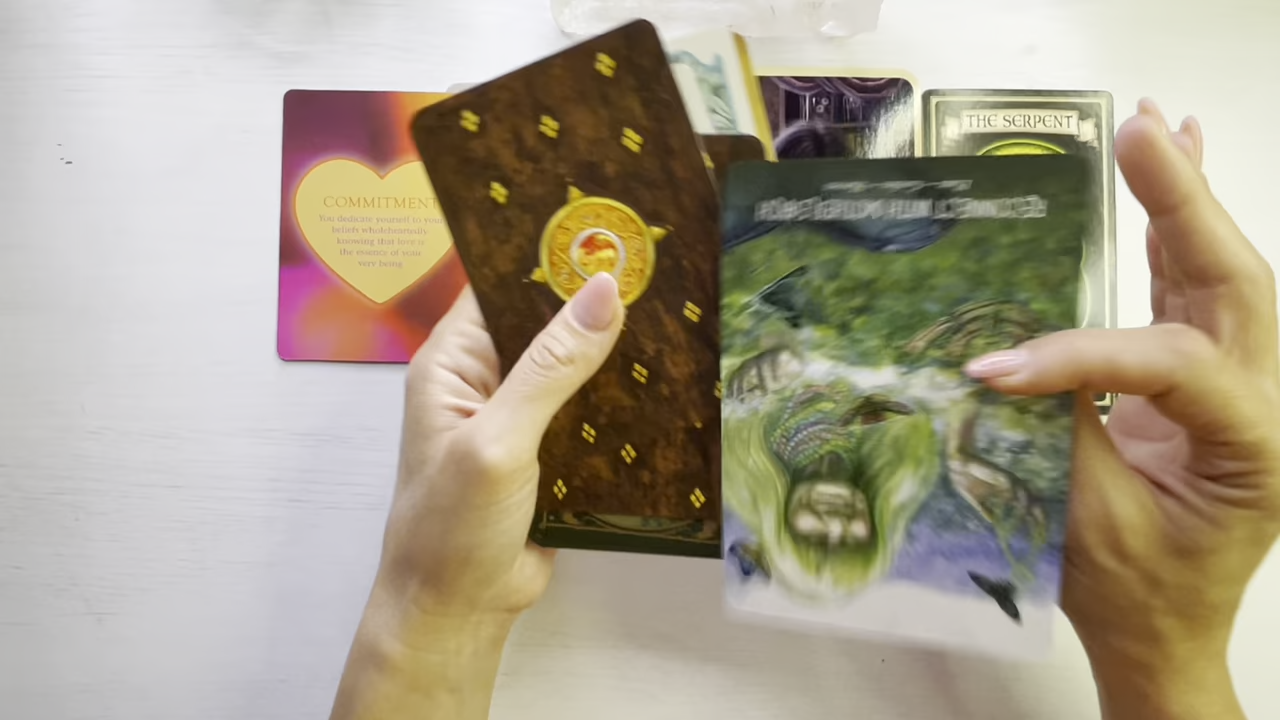 COMMITMENT
You dedicate yourself to your
beliefs wholeheartedly
knowing that love is
the essence of your
very being
THE SERPENT